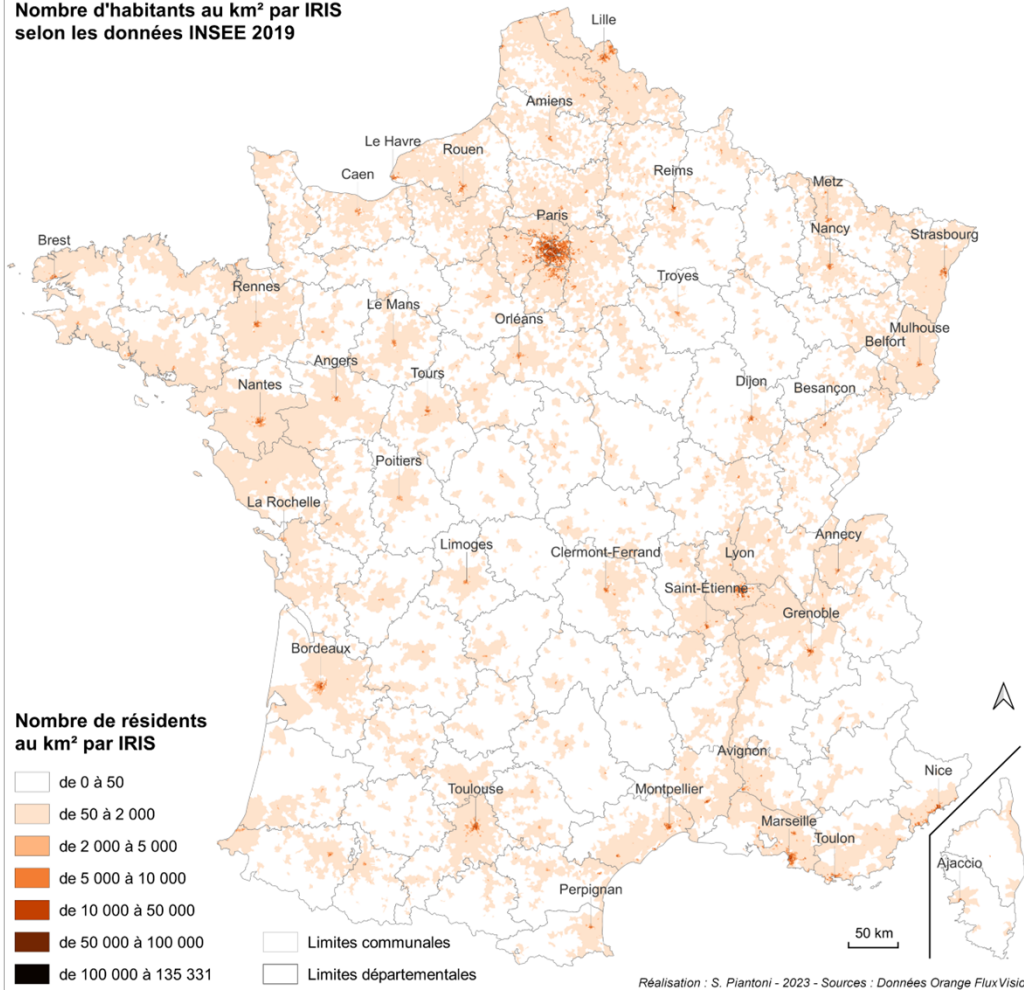 Nombre d'habitants au km² par IRIS
selon les données INSEE 2019
Lille
Amiens
Le Havre
Rouen
Caen
Reims
Metz
Paris
Nancy
Strasbourg
Brest
Rennes
Troyes
Le Mans
Orléans
Mulhouse
Belfort
Angers
Tours
Dijon
Besançon
Nantes
Poitiers
La Rochelle
Annecy
Limoges
Clermont-Ferrand
Lyon
Saint-Étienne
Grenoble
Bordeaux
Avignon
Nice
Toulouse
Montpellier
Marseille
Toulon
Ajaccio
Perpignan
Nombre de résidents
au km² par IRIS
de 0 à 50
de 50 à 2 000
de 2 000 à 5 000
de 5 000 à 10 000
de 10 000 à 50 000
de 50 000 à 100 000
de 100 000 à 135 331
Limites communales
Limites départementales
50 km
Réalisation : S. Piantoni - 2023 - Sources : Données Orange FluxVisio